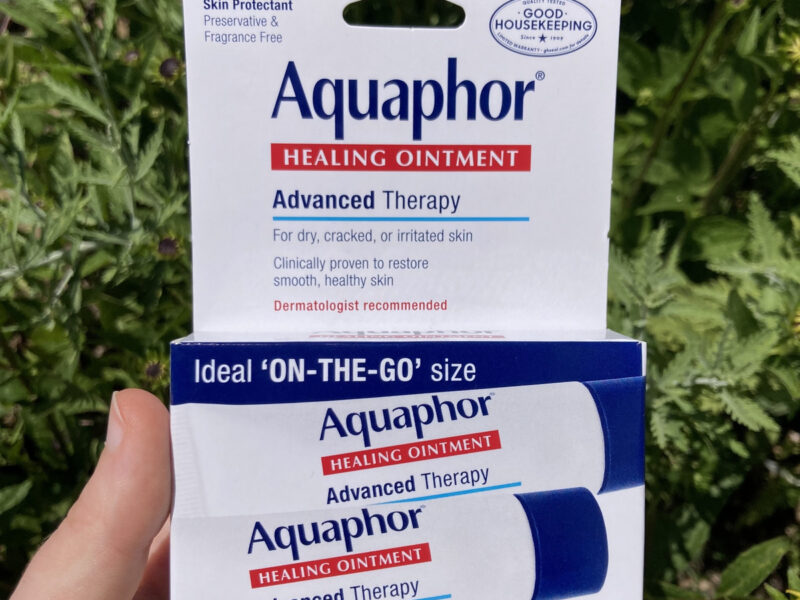 Skin Protectant
Preservative &
Fragrance Free
QUALITY TESTED
GOOD
HOUSEKEEPING
Since ★ 1909
Aquaphor®
HEALING OINTMENT
Advanced Therapy
For dry, cracked, or irritated skin
Clinically proven to restore
smooth, healthy skin
Dermatologist recommended
Ideal ‘ON-THE-GO’ size
Aquaphor
HEALING OINTMENT
Advanced Therapy
Aquaphor
HEALING OINTMENT
Advanced Therapy